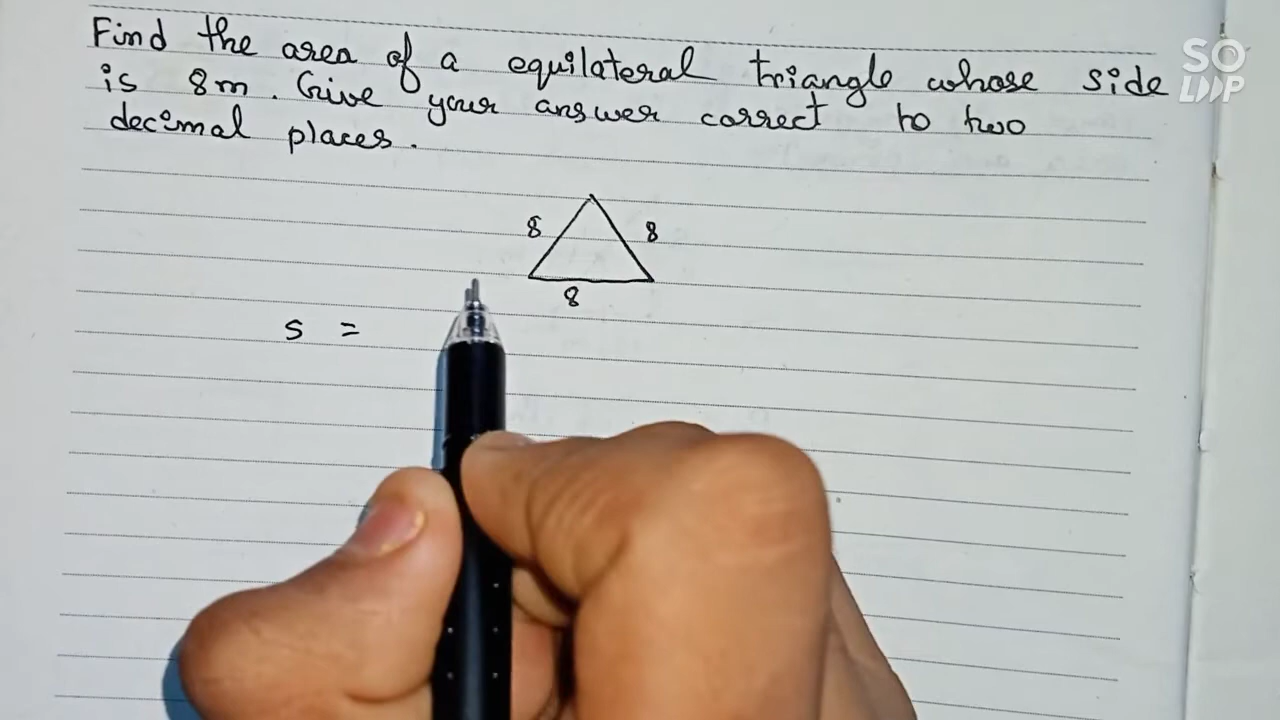 Find the area of a equilateral triangle whose side
is 8m. Give your answer correct to two
decimal places.
8
8
8
s =
SO
LDP